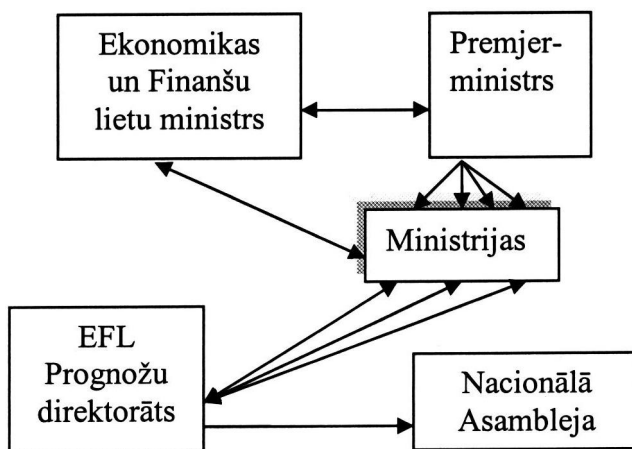 Ekonomikas
un Finanšu
lietu ministrs
Premjer-
ministrs
Ministrijas
EFL
Prognožu
direktorāts
Nacionālā
Asambleja